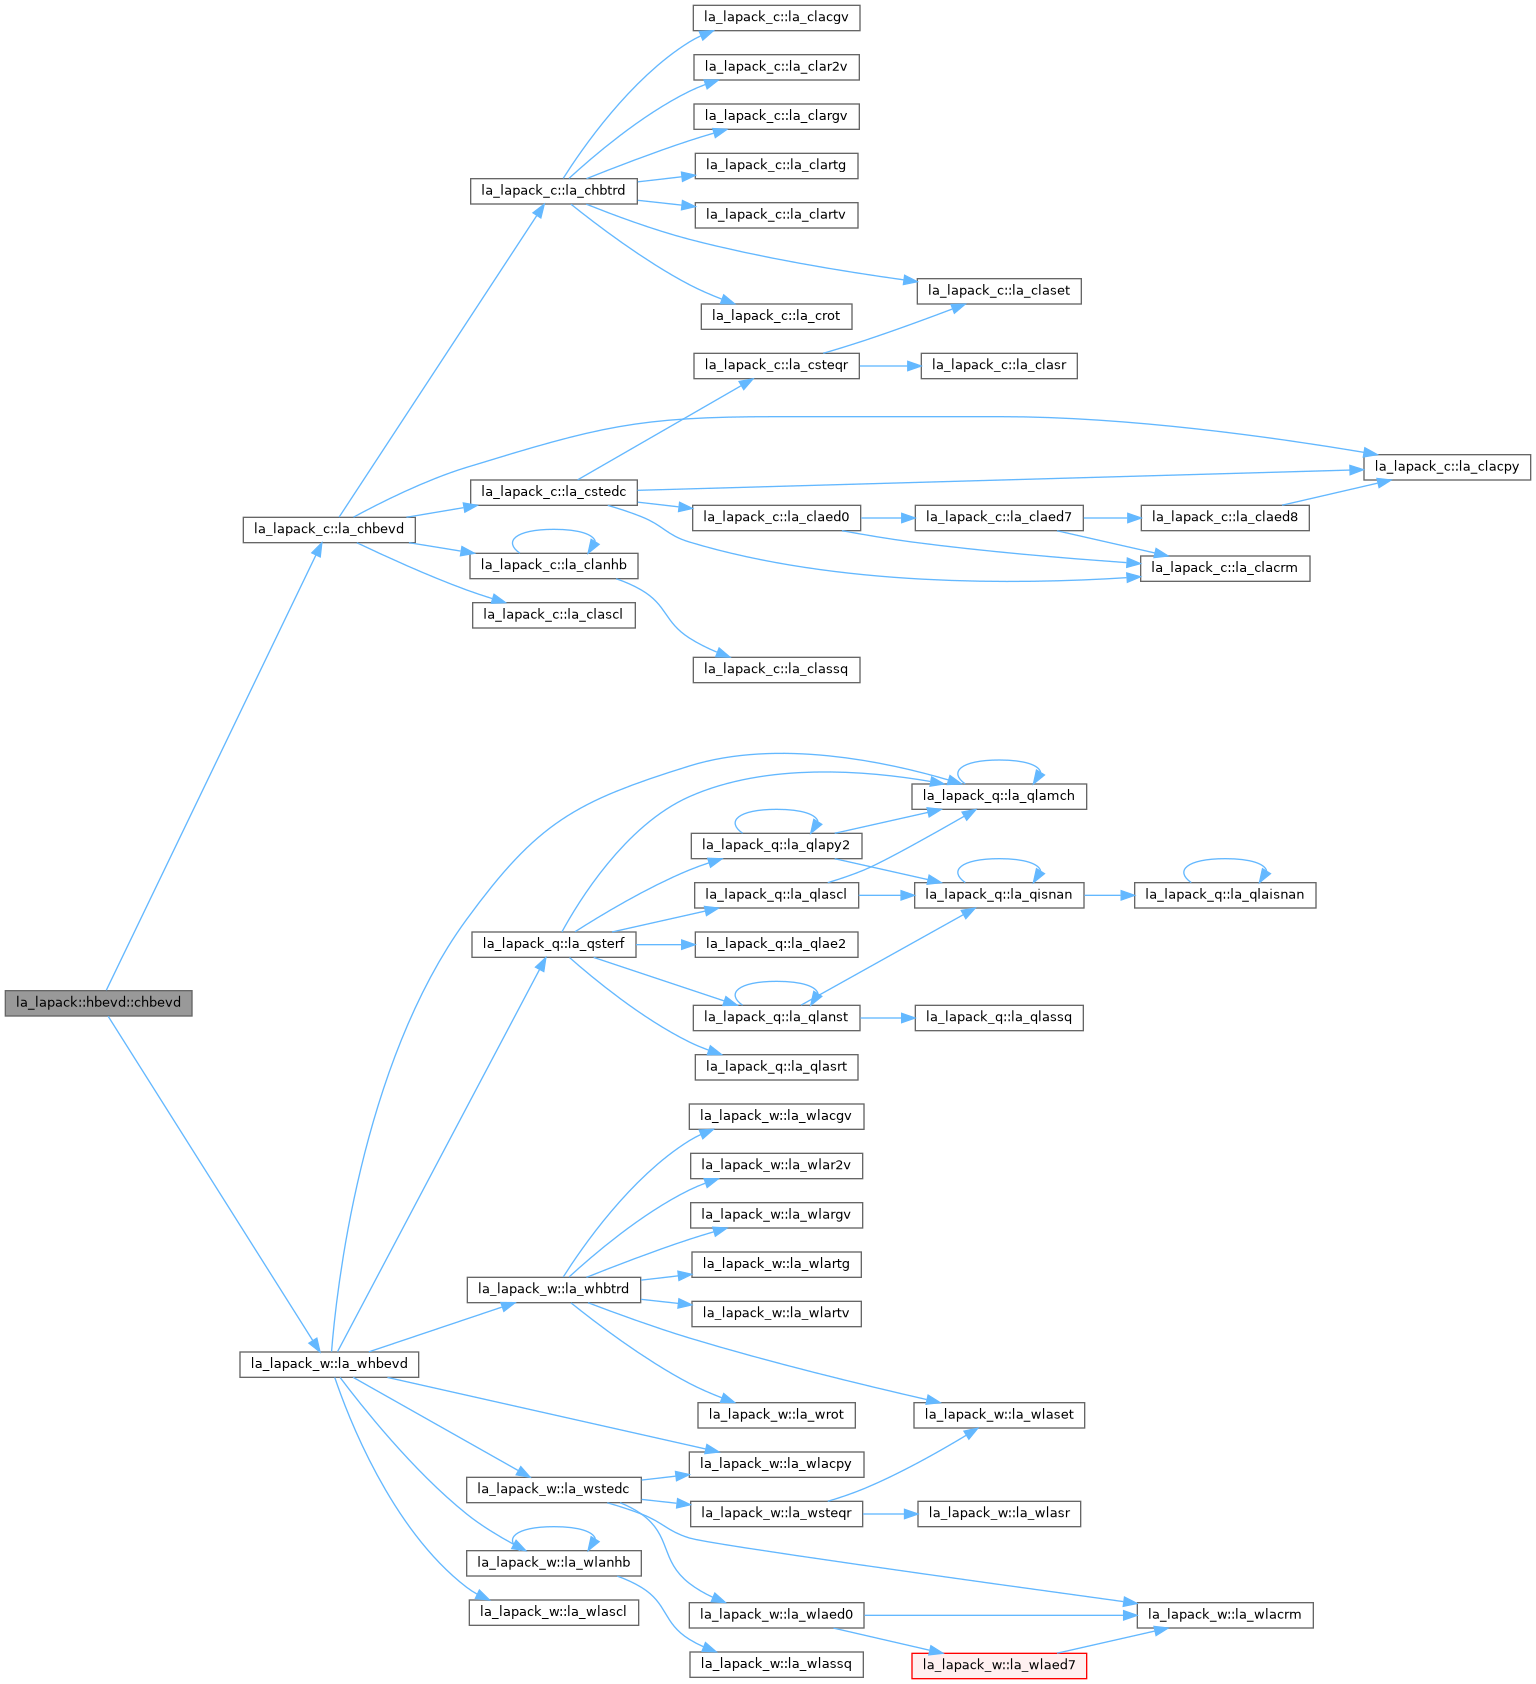 la_lapack_c::la_clacgv
la_lapack_c::la_clar2v
la_lapack_c::la_clargv
la_lapack_c::la_clartg
la_lapack_c::la_chbtrd
la_lapack_c::la_clartv
la_lapack_c::la_claset
la_lapack_c::la_crot
la_lapack_c::la_csteqr
la_lapack_c::la_clasr
la_lapack_c::la_clacpy
la_lapack_c::la_cstedc
la_lapack_c::la_claed0
la_lapack_c::la_claed7
la_lapack_c::la_claed8
la_lapack_c::la_chbevd
la_lapack_c::la_clanhb
la_lapack_c::la_clacrm
la_lapack_c::la_clascl
la_lapack_c::la_classq
la_lapack_q::la_qlamch
la_lapack_q::la_qlapy2
la_lapack_q::la_qlascl
la_lapack_q::la_qisnan
la_lapack_q::la_qlaisnan
la_lapack_q::la_qsterf
la_lapack_q::la_qlae2
la_lapack::hbevd::chbevd
la_lapack_q::la_qlanst
la_lapack_q::la_qlassq
la_lapack_q::la_qlasrt
la_lapack_w::la_wlacgv
la_lapack_w::la_wlar2v
la_lapack_w::la_wlargv
la_lapack_w::la_wlartg
la_lapack_w::la_whbtrd
la_lapack_w::la_wlartv
la_lapack_w::la_whbevd
la_lapack_w::la_wrot
la_lapack_w::la_wlaset
la_lapack_w::la_wlacpy
la_lapack_w::la_wstedc
la_lapack_w::la_wsteqr
la_lapack_w::la_wlasr
la_lapack_w::la_wlanhb
la_lapack_w::la_wlascl
la_lapack_w::la_wlaed0
la_lapack_w::la_wlacrm
la_lapack_w::la_wlassq
la_lapack_w::la_wlaed7